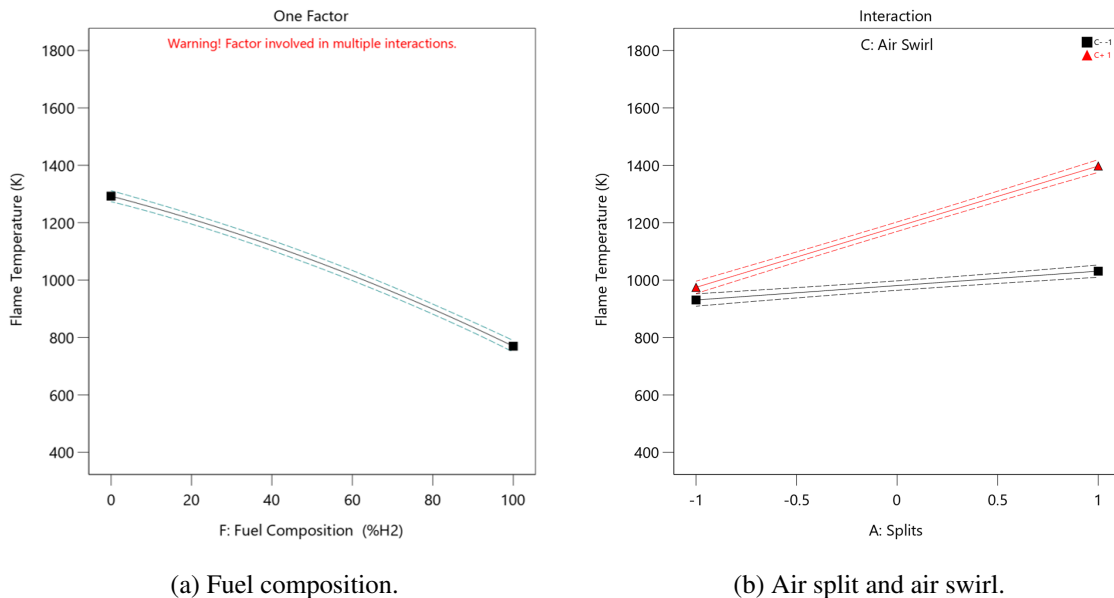 One Factor
Warning! Factor involved in multiple interactions.
Flame Temperature (K)
1800
1600
1400
1200
1000
800
600
400
0 20 40 60 80 100
F: Fuel Composition (%H2)
(a) Fuel composition.
Interaction
C: Air Swirl
C- -1
C+ 1
Flame Temperature (K)
1800
1600
1400
1200
1000
800
600
400
-1 -0.5 0 0.5 1
A: Splits
(b) Air split and air swirl.